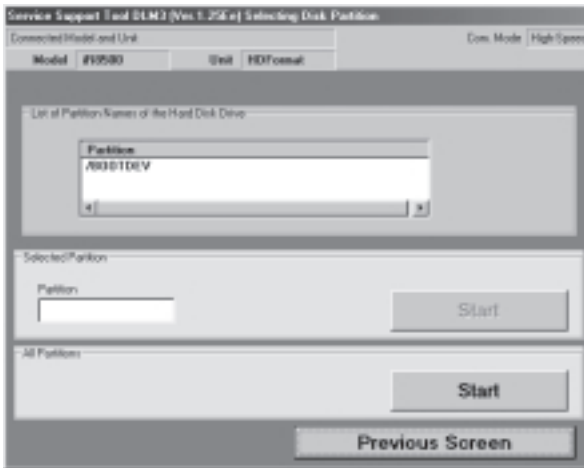 Service Support Tool DLM3 (Ver.1.25Ee) Selecting Disk Partition
Connected Model and Unit
Com. Mode High Speed
Model iR8500 Unit HDFormat
List of Partition Names of the Hard Disk Drive
Partition
/BOOTDEV
Selected Partition
Partition
Start
All Partitions
Start
Previous Screen